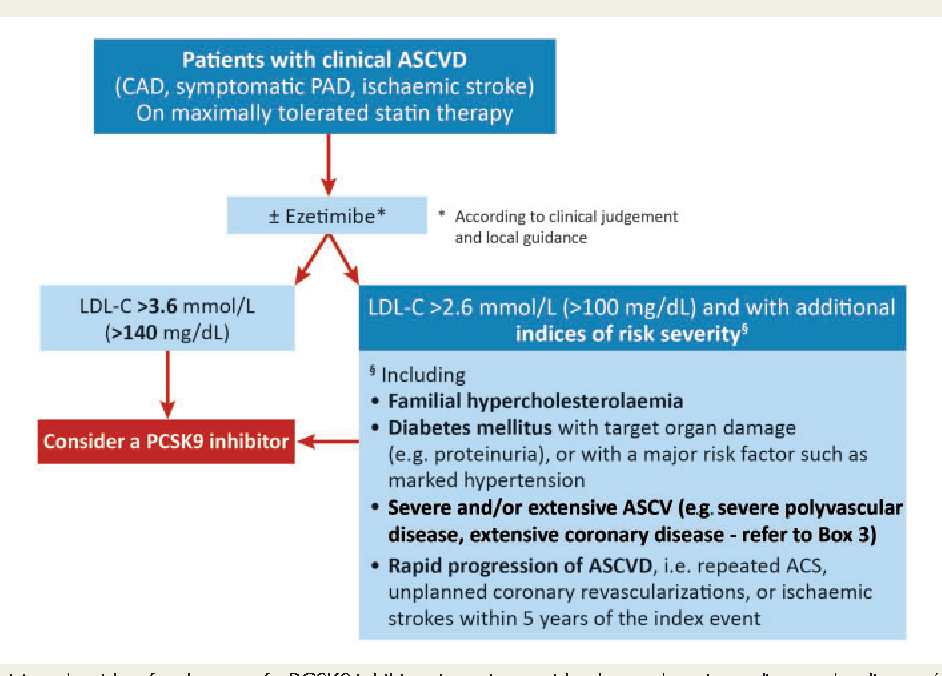 Patients with clinical ASCVD
(CAD, symptomatic PAD, ischaemic stroke)
On maximally tolerated statin therapy
± Ezetimibe*
* According to clinical judgement
and local guidance
LDL-C >3.6 mmol/L
(>140 mg/dL)
LDL-C >2.6 mmol/L (>100 mg/dL) and with additional
indices of risk severity§
§ Including
• Familial hypercholesterolaemia
• Diabetes mellitus with target organ damage
(e.g. proteinuria), or with a major risk factor such as
marked hypertension
• Severe and/or extensive ASCV (e.g. severe polyvascular
disease, extensive coronary disease - refer to Box 3)
• Rapid progression of ASCVD, i.e. repeated ACS,
unplanned coronary revascularizations, or ischaemic
strokes within 5 years of the index event
Consider a PCSK9 inhibitor